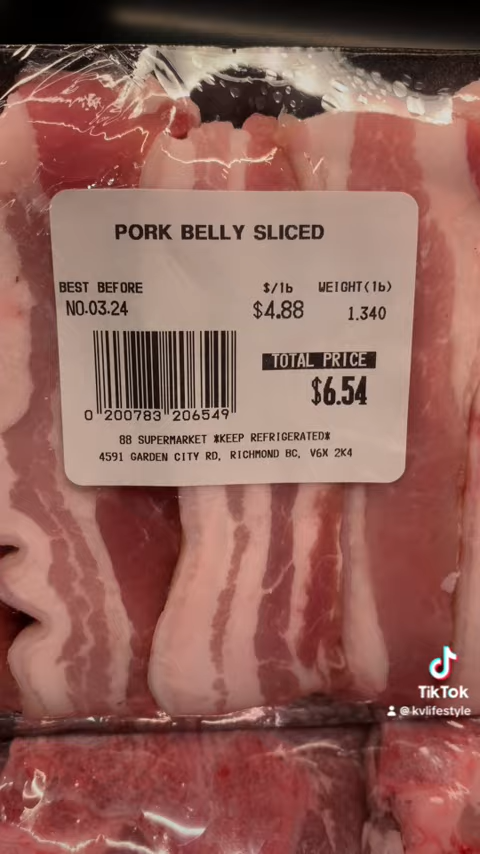 PORK BELLY SLICED
BEST BEFORE $/lb WEIGHT(lb)
NO.03.24 $4.88 1.340
TOTAL PRICE
$6.54
0 200783 206549
88 SUPERMARKET *KEEP REFRIGERATED*
4591 GARDEN CITY RD, RICHMOND BC, V6X 2K4
TikTok
@kvlifestyle